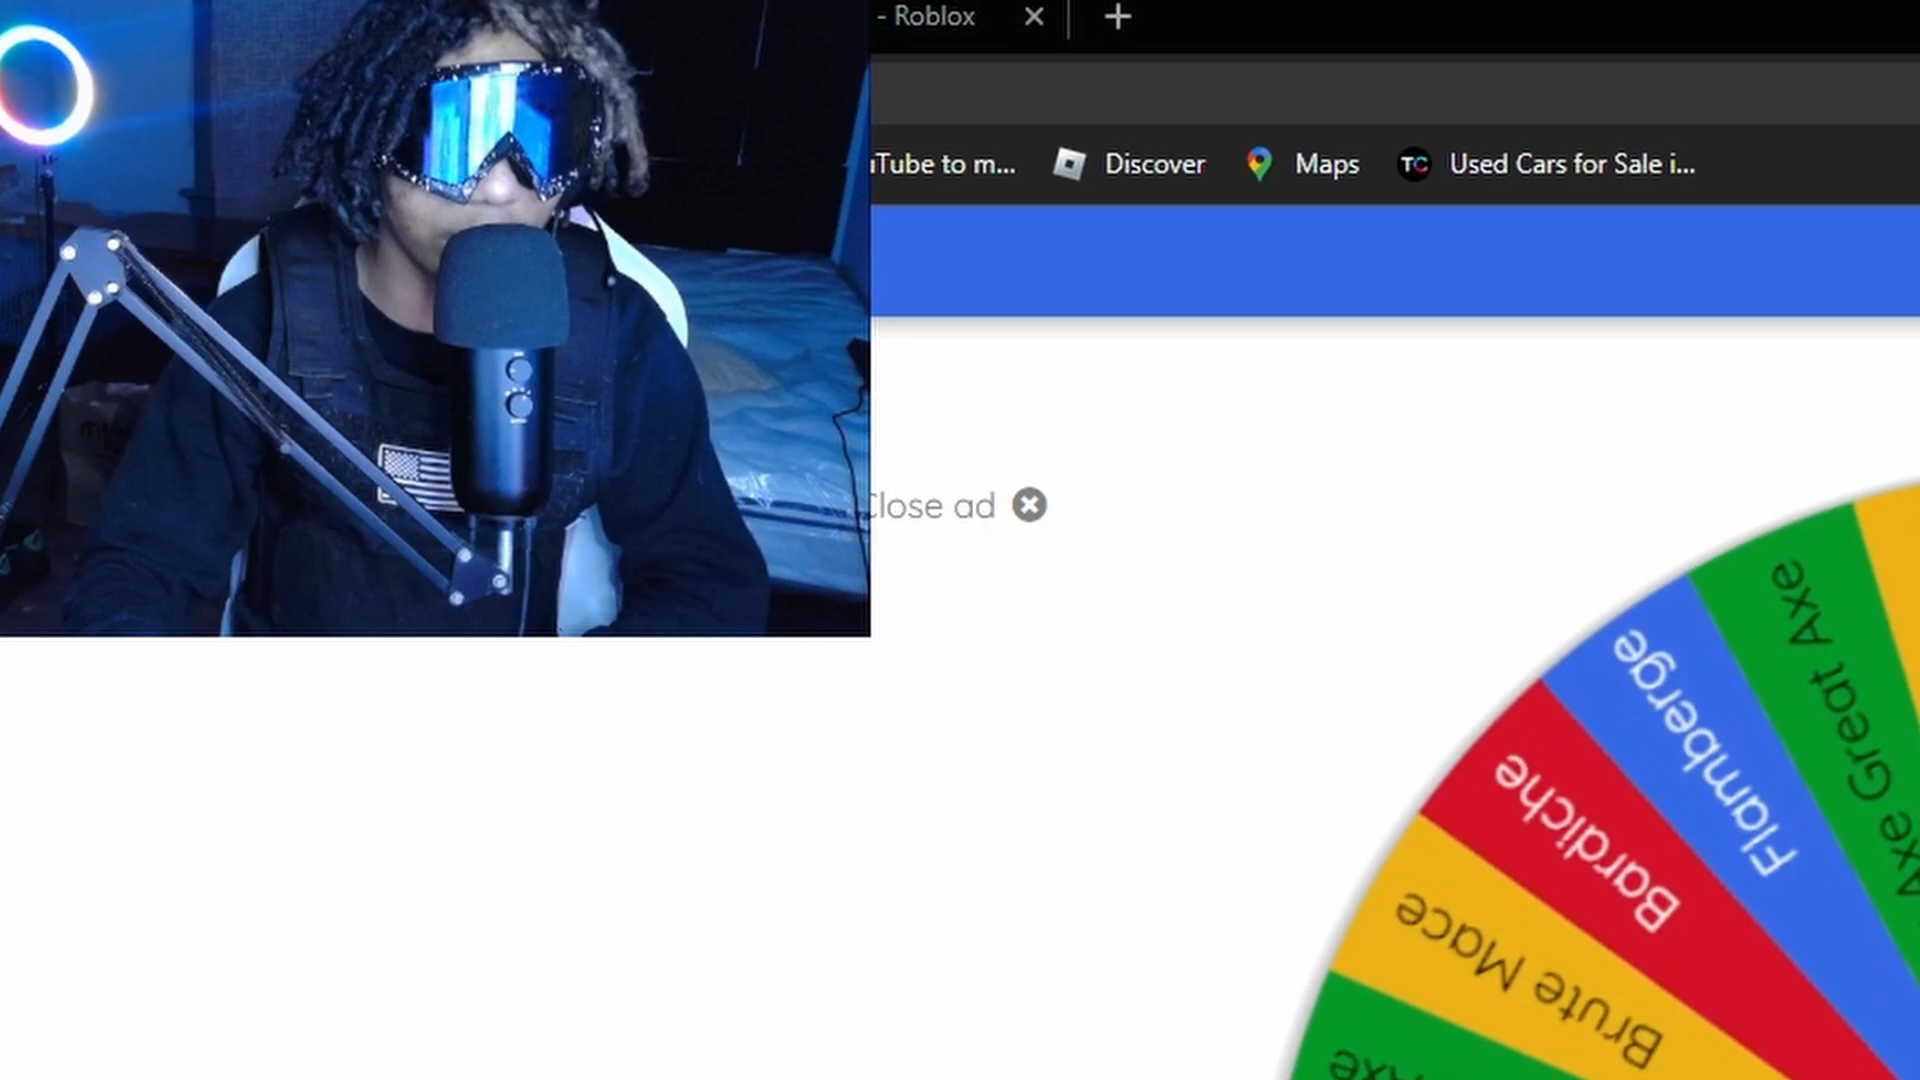 - Roblox
Tube to m...
Discover
Maps
TC
Used Cars for Sale i...
Close ad
Axe Great Axe
Flamberge
Bardiche
Brute Mace
Axe